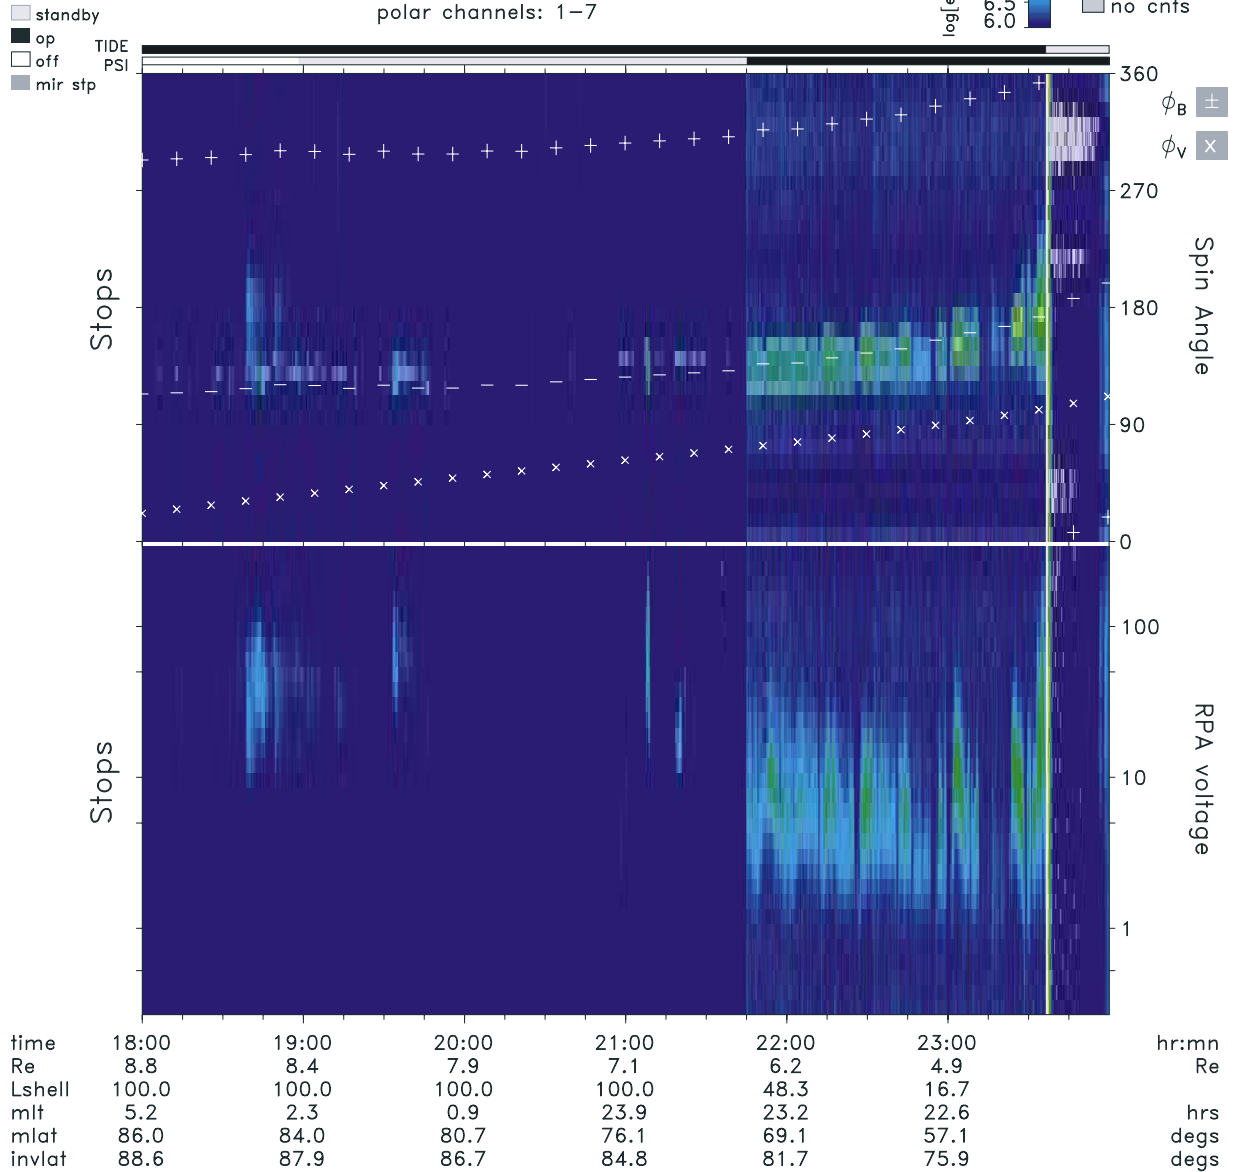 standby
polar channels: 1-7
log[e
6.5
6.0
no cnts
op
TIDE
off
PSI
mir stp
360
ϕB ±
ϕV ×
270
Stops
Spin Angle
180
90
0
100
Stops
RPA voltage
10
1
time 18:00 19:00 20:00 21:00 22:00 23:00 hr:mn
Re 8.8 8.4 7.9 7.1 6.2 4.9 Re
Lshell 100.0 100.0 100.0 100.0 48.3 16.7
mlt 5.2 2.3 0.9 23.9 23.2 22.6 hrs
mlat 86.0 84.0 80.7 76.1 69.1 57.1 degs
invlat 88.6 87.9 86.7 84.8 81.7 75.9 degs